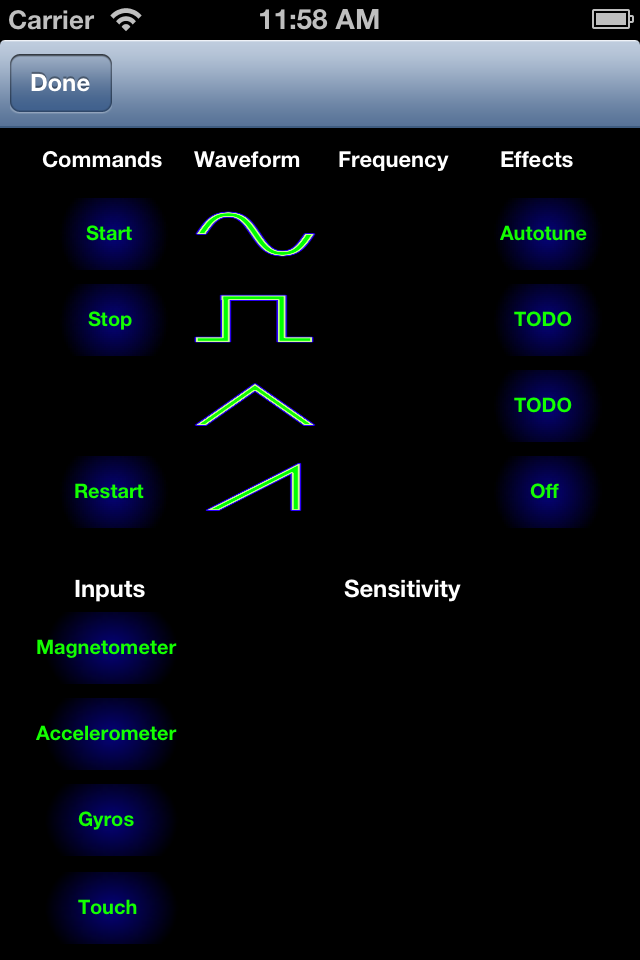 Carrier 11:58 AM
Done
Commands Waveform Frequency Effects
Start Autotune
Stop TODO
TODO
Restart Off
Inputs Sensitivity
Magnetometer
Accelerometer
Gyros
Touch